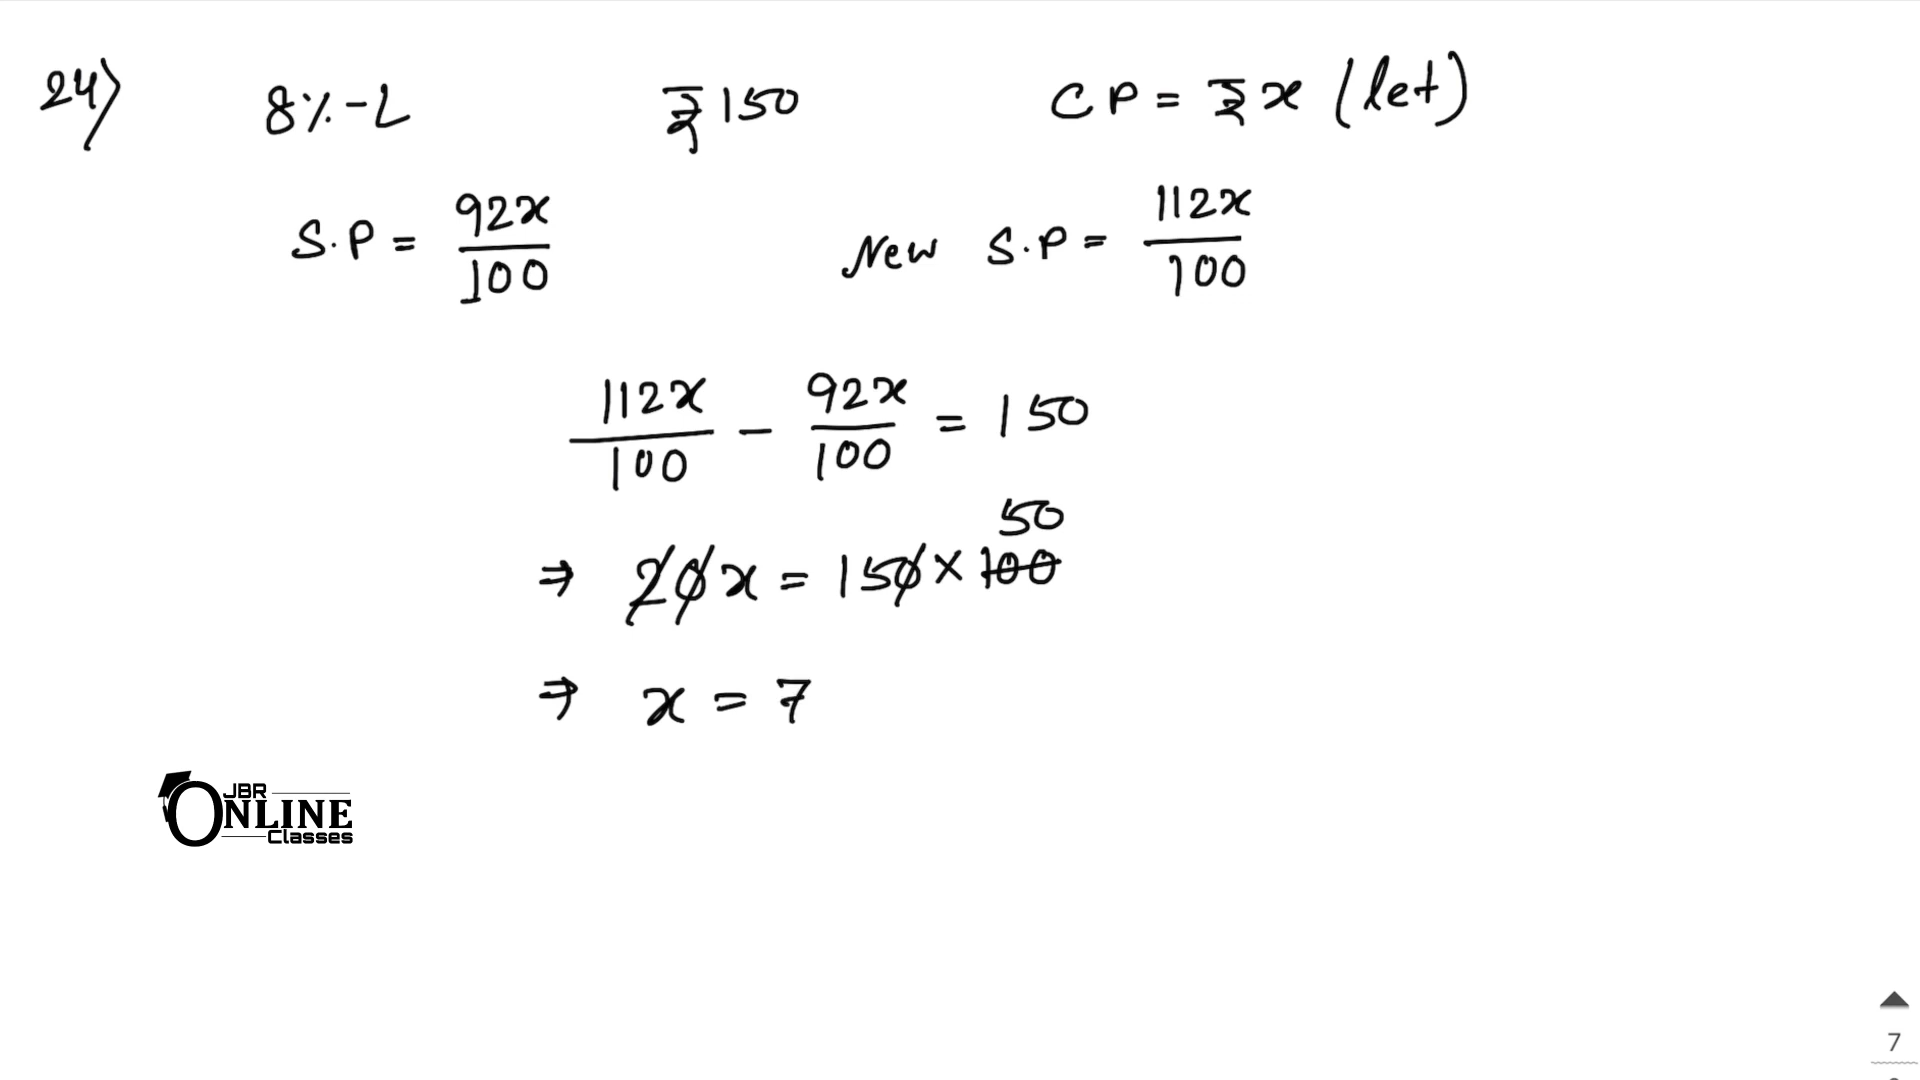 24) 8%-L ₹150 CP = ₹x (let)
S.P = 92x/100 New S.P = 112x/100
112x/100 - 92x/100 = 150
50
⇒ 20x = 150 × 100
⇒ x = 7
JBR
ONLINE
Classes
7